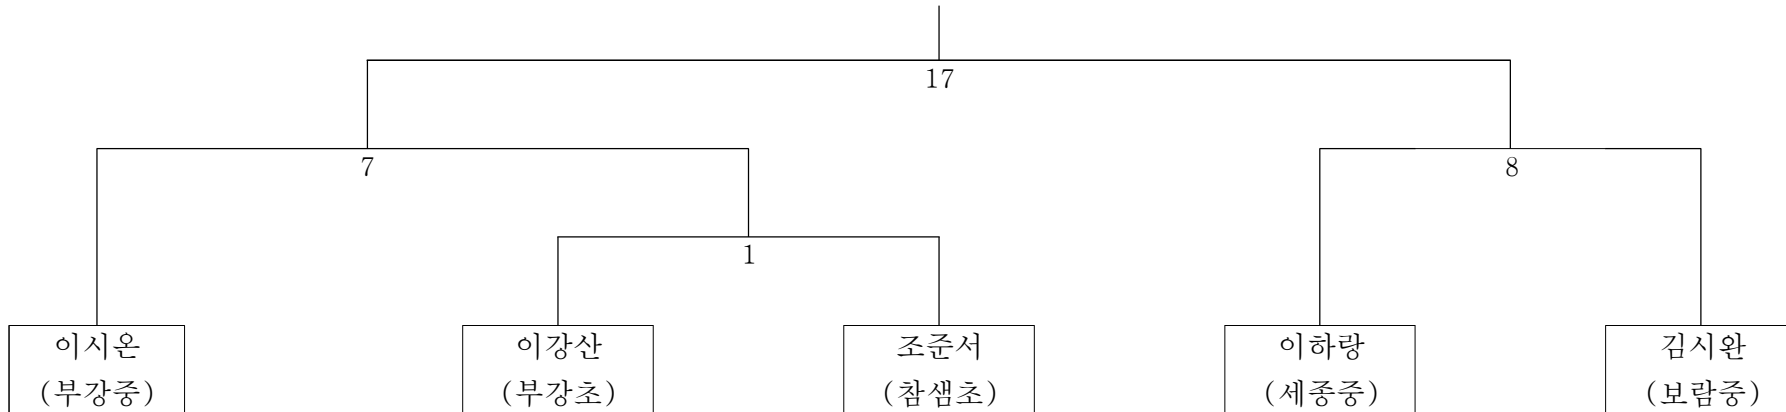 17
7
8
1
이시온
(부강중)
이강산
(부강초)
조준서
(참샘초)
이하랑
(세종중)
김시완
(보람중)